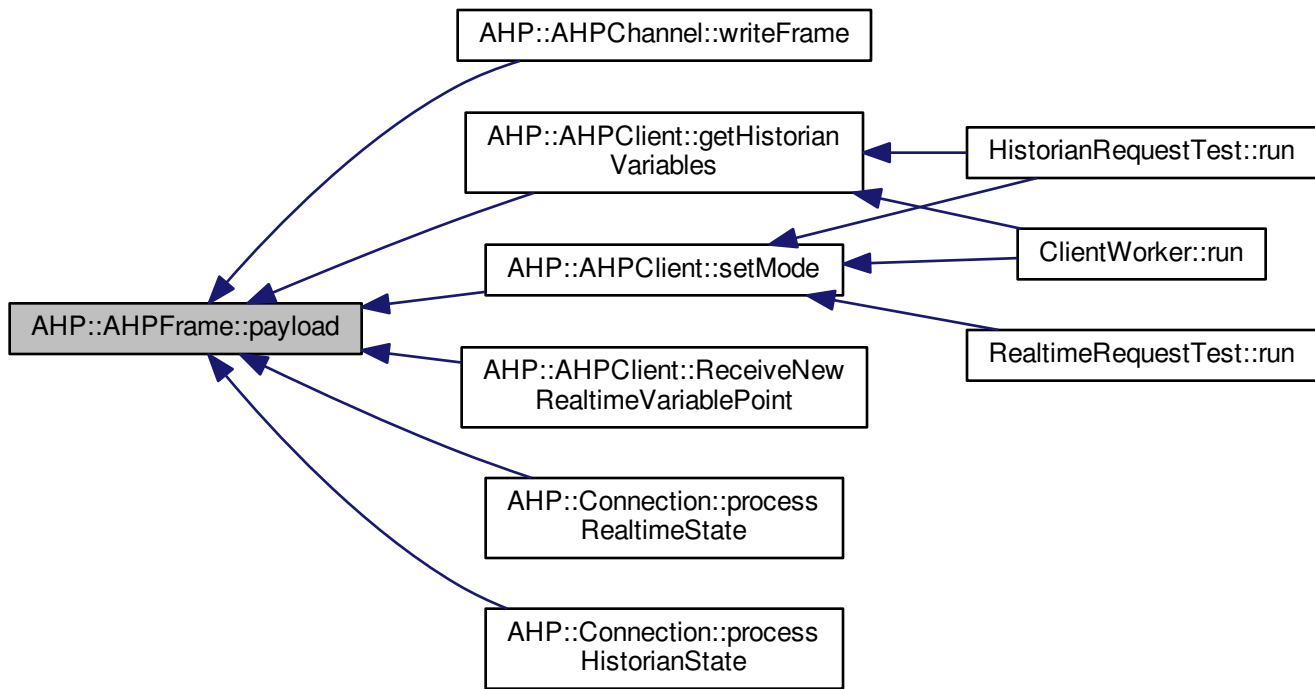 AHP::AHPChannel::writeFrame
AHP::AHPClient::getHistorian
Variables
HistorianRequestTest::run
AHP::AHPClient::setMode
ClientWorker::run
AHP::AHPFrame::payload
RealtimeRequestTest::run
AHP::AHPClient::ReceiveNew
RealtimeVariablePoint
AHP::Connection::process
RealtimeState
AHP::Connection::process
HistorianState